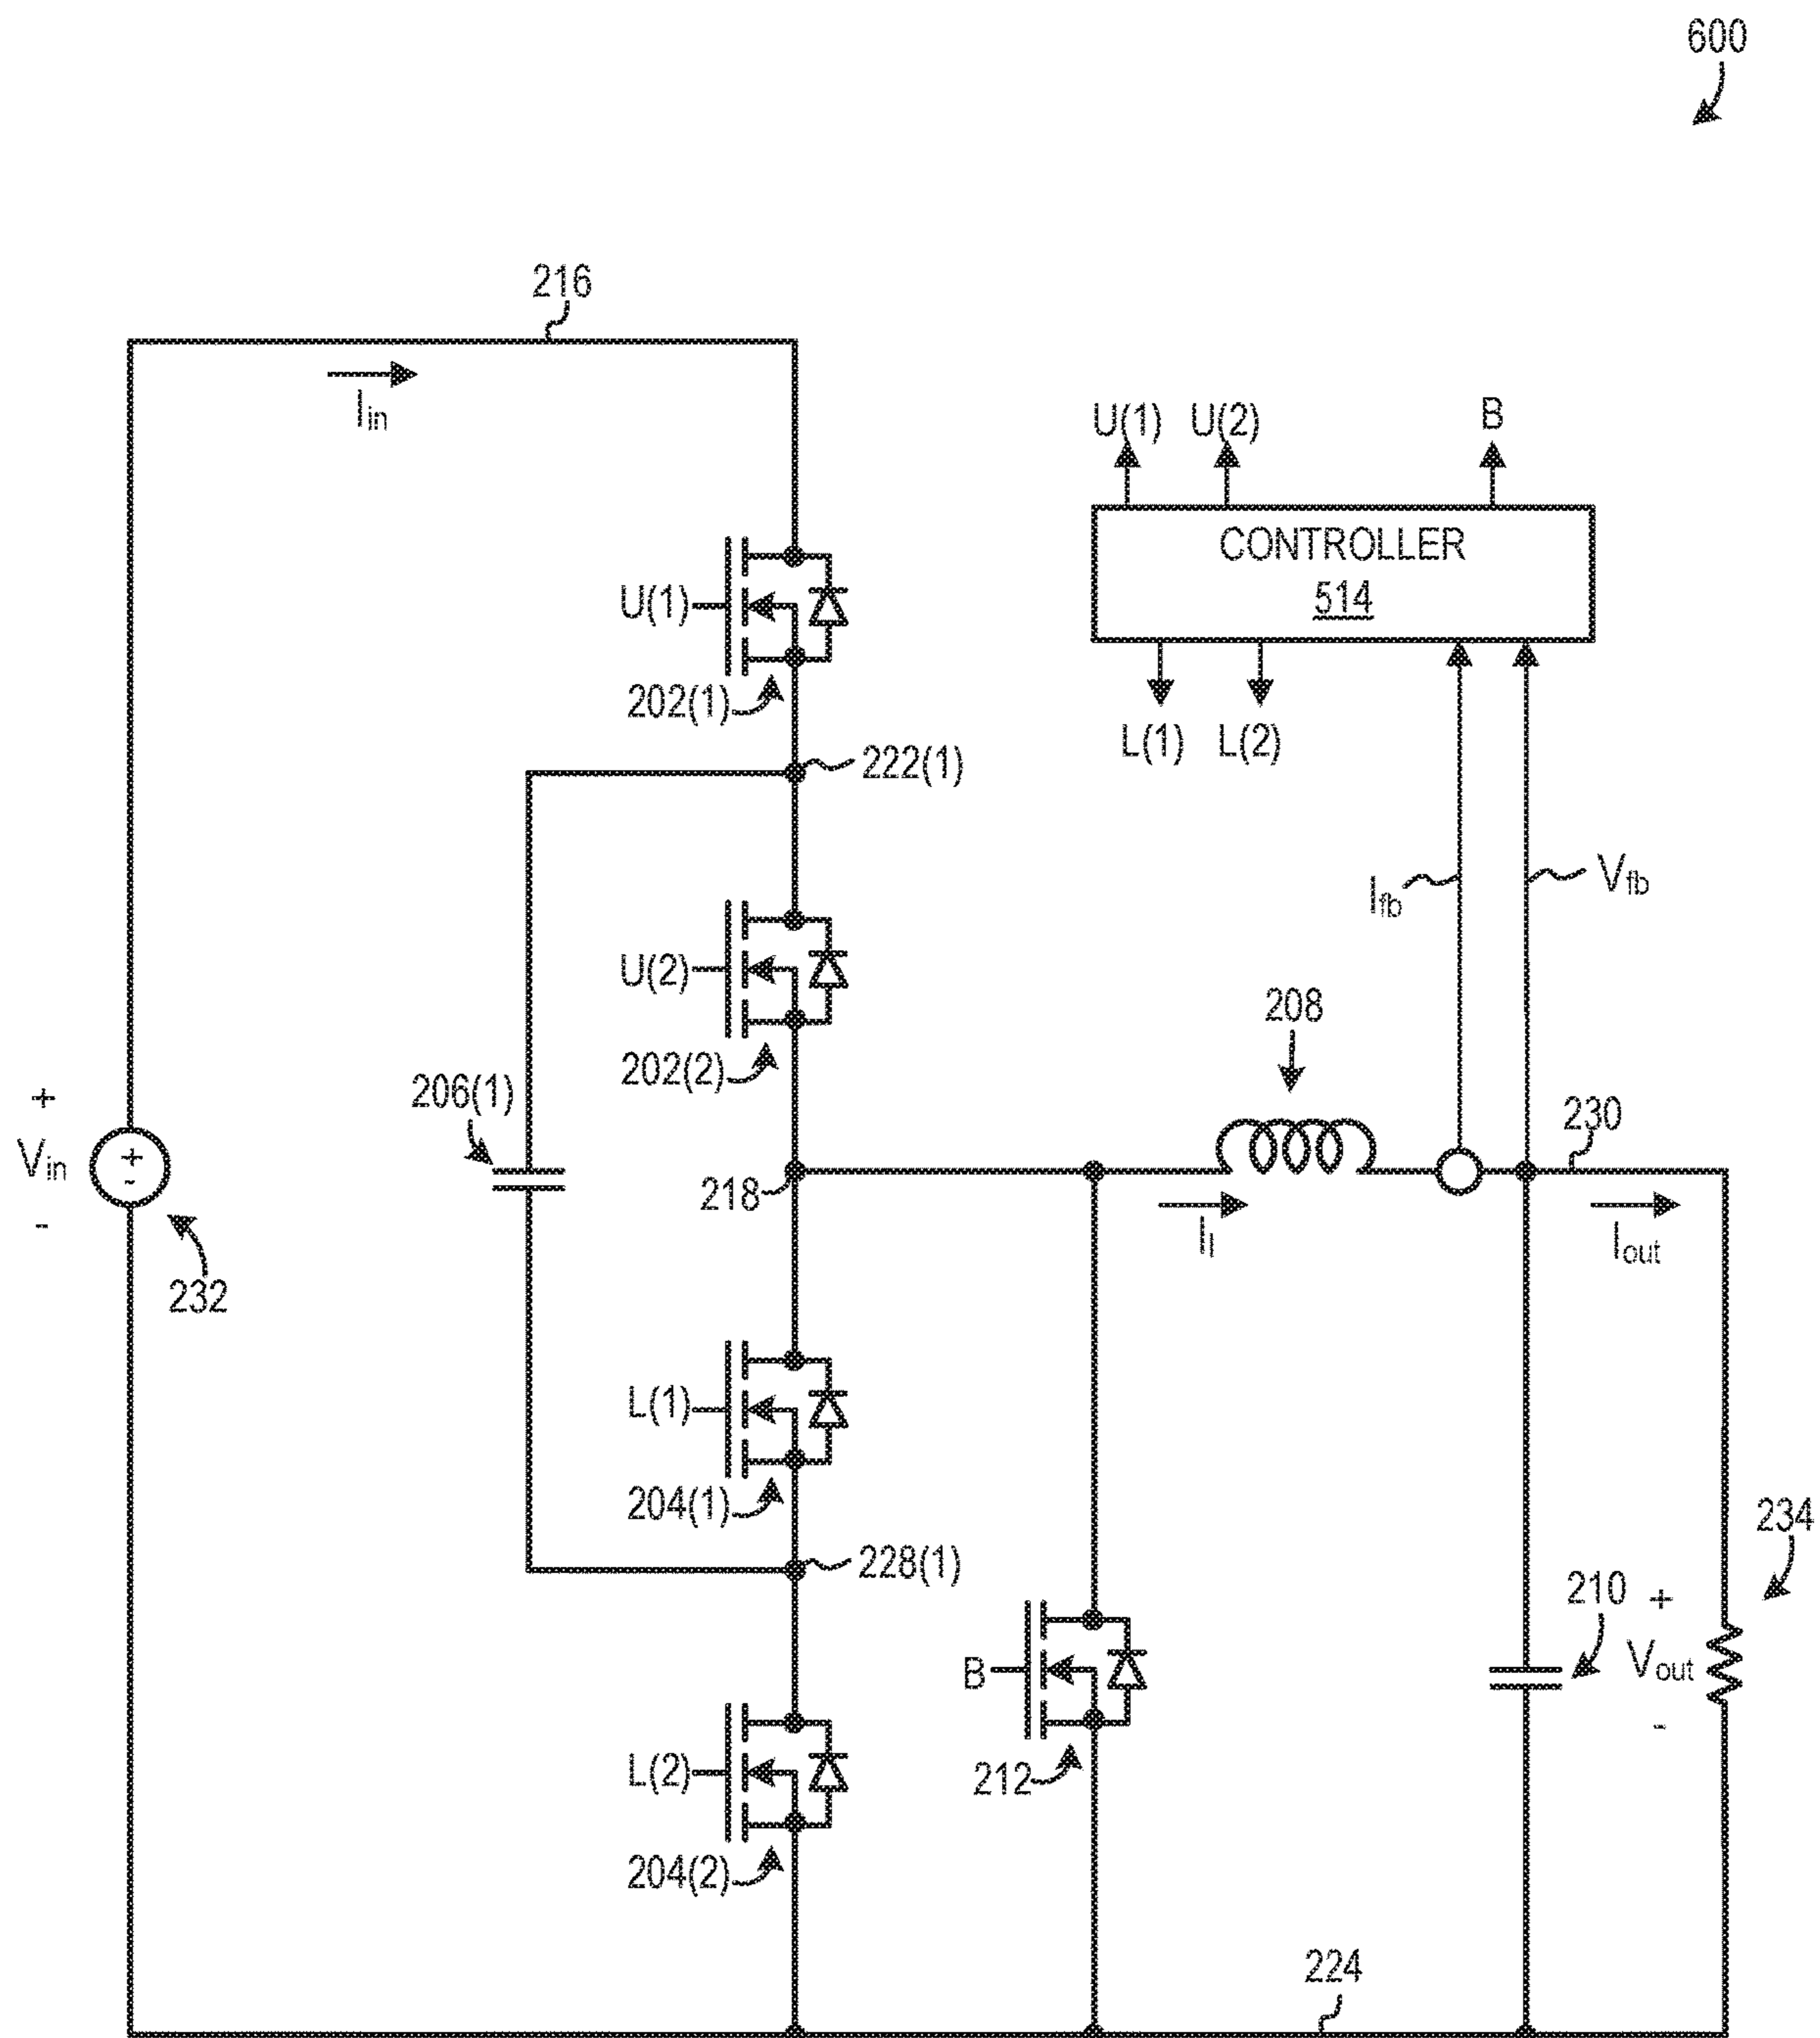 600
216
Iin
U(1) U(2) B
CONTROLLER
514
U(1)
202(1)
L(1) L(2)
222(1)
Ifb
Vfb
U(2)
208
202(2)
206(1)
230
+
Vin
-
+
-
218
Il
Iout
232
L(1)
204(1)
234
228(1)
210
+
Vout
-
B
212
L(2)
204(2)
224